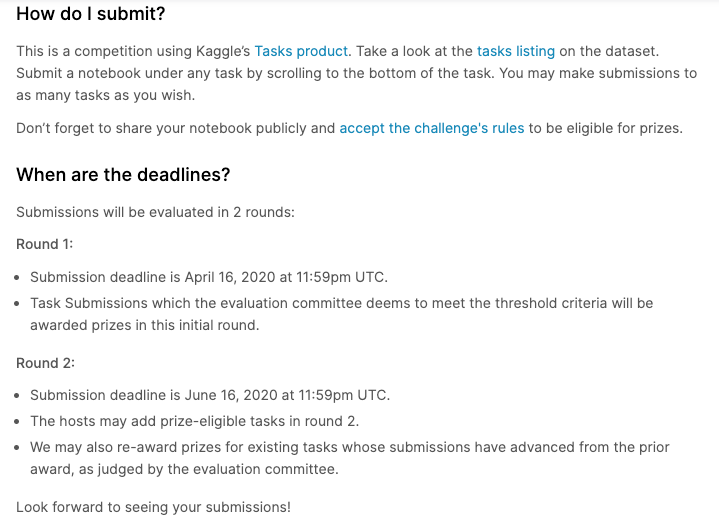 How do I submit?
This is a competition using Kaggle’s Tasks product. Take a look at the tasks listing on the dataset.
Submit a notebook under any task by scrolling to the bottom of the task. You may make submissions to
as many tasks as you wish.
Don’t forget to share your notebook publicly and accept the challenge's rules to be eligible for prizes.
When are the deadlines?
Submissions will be evaluated in 2 rounds:
Round 1:
• Submission deadline is April 16, 2020 at 11:59pm UTC.
• Task Submissions which the evaluation committee deems to meet the threshold criteria will be
awarded prizes in this initial round.
Round 2:
• Submission deadline is June 16, 2020 at 11:59pm UTC.
• The hosts may add prize-eligible tasks in round 2.
• We may also re-award prizes for existing tasks whose submissions have advanced from the prior
award, as judged by the evaluation committee.
Look forward to seeing your submissions!